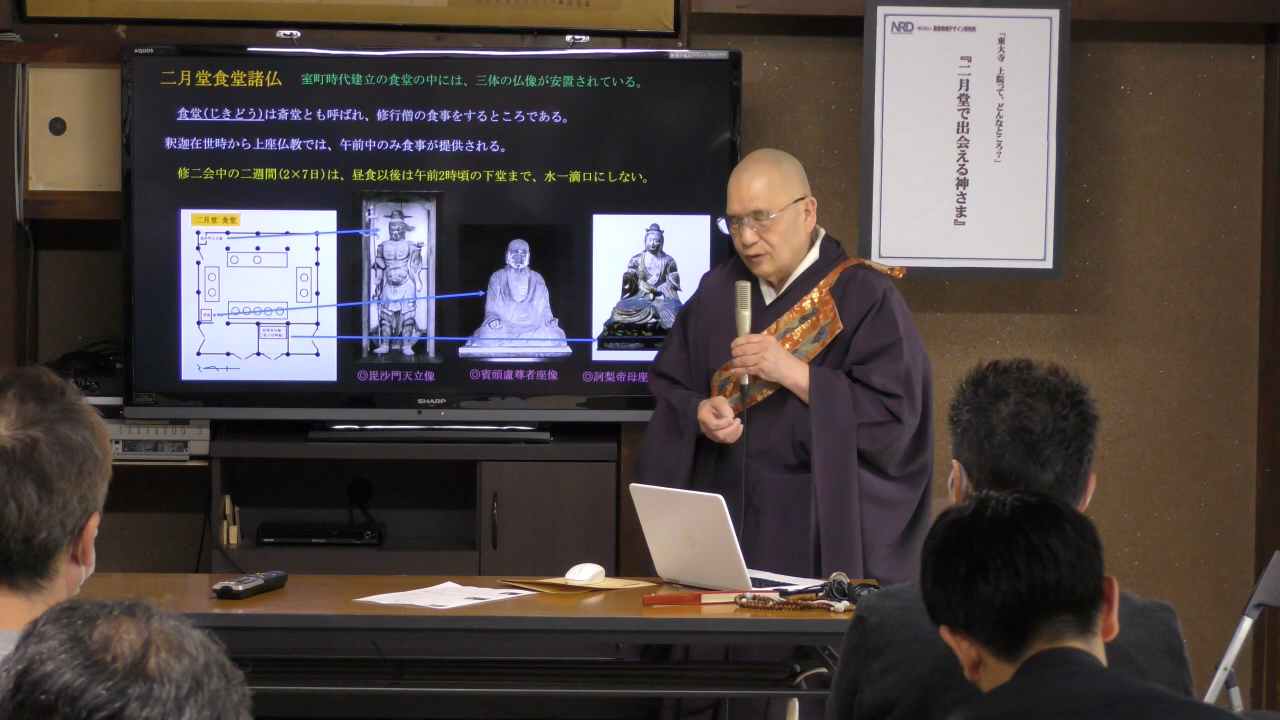 AQUOS
二月堂食堂諸仏 室町時代建立の食堂の中には、三体の仏像が安置されている。
食堂(じきどう)は斎堂とも呼ばれ、修行僧の食事をするところである。
釈迦在世時から上座仏教では、午前中のみ食事が提供される。
修二会中の二週間(2×7日)は、昼食以後は午前2時頃の下堂まで、水一滴口にしない。
二月堂 食堂
◎毘沙門天立像
◎賓頭盧尊者座像
◎訶梨帝母座
SHARP
NRD
「東大寺 上院って、どんなところ?」
『二月堂で出会える神さま』